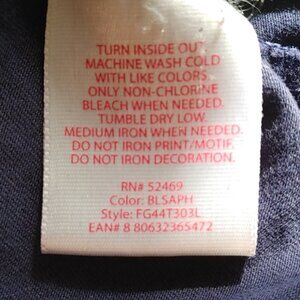 TURN INSIDE OUT.
MACHINE WASH COLD
WITH LIKE COLORS.
ONLY NON-CHLORINE
BLEACH WHEN NEEDED.
TUMBLE DRY LOW.
MEDIUM IRON WHEN NEEDED.
DO NOT IRON PRINT/MOTIF.
DO NOT IRON DECORATION.
RN# 52469
Color: BLSAPH
Style: FG44T303L
EAN# 8 80632365472